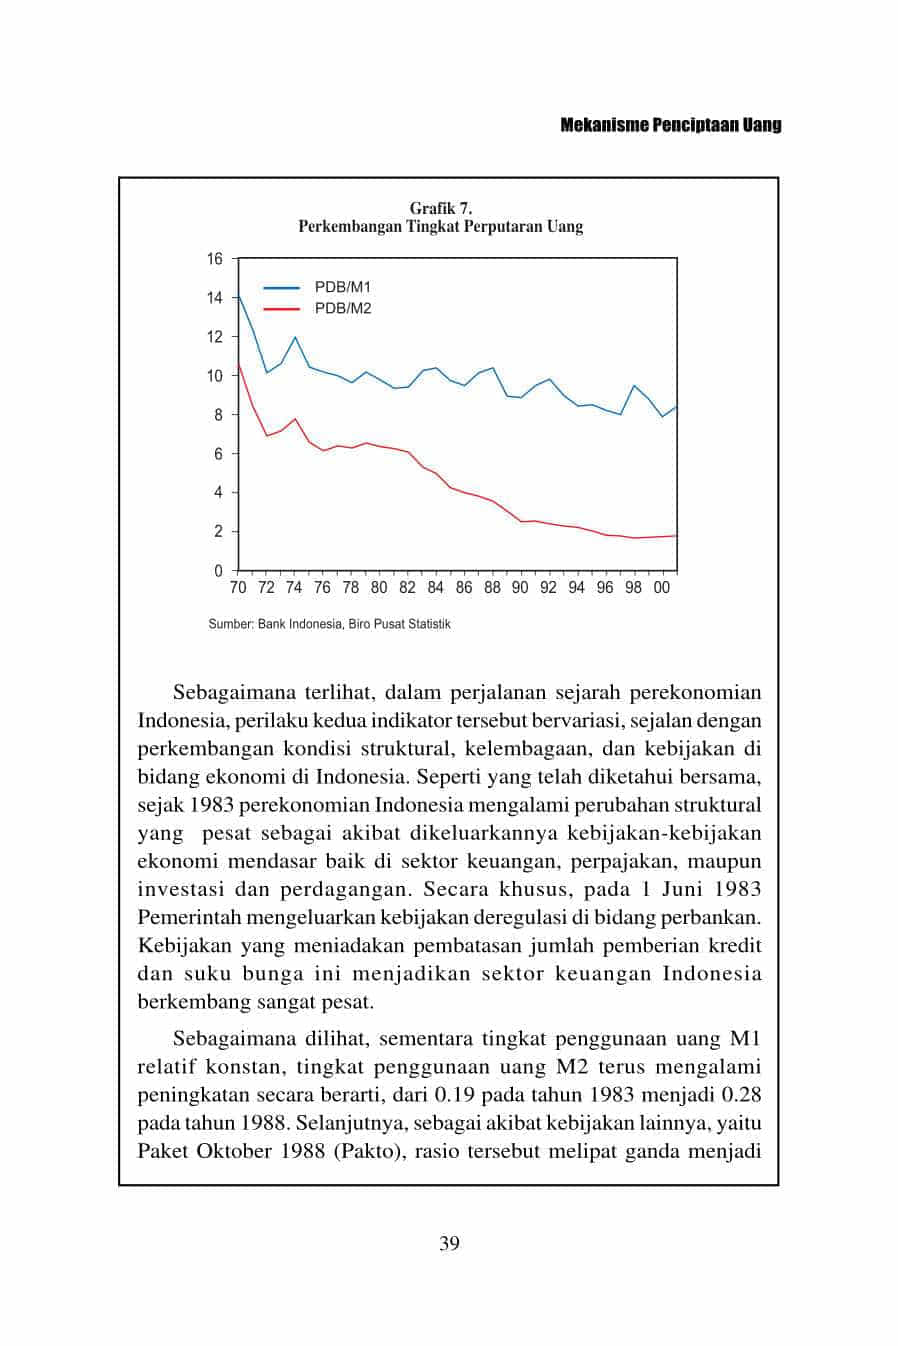 Mekanisme Penciptaan Uang
Grafik 7.
Perkembangan Tingkat Perputaran Uang
16
14
12
10
8
6
4
2
0
PDB/M1
PDB/M2
70 72 74 76 78 80 82 84 86 88 90 92 94 96 98 00
Sumber: Bank Indonesia, Biro Pusat Statistik
Sebagaimana terlihat, dalam perjalanan sejarah perekonomian
Indonesia, perilaku kedua indikator tersebut bervariasi, sejalan dengan
perkembangan kondisi struktural, kelembagaan, dan kebijakan di
bidang ekonomi di Indonesia. Seperti yang telah diketahui bersama,
sejak 1983 perekonomian Indonesia mengalami perubahan struktural
yang pesat sebagai akibat dikeluarkannya kebijakan-kebijakan
ekonomi mendasar baik di sektor keuangan, perpajakan, maupun
investasi dan perdagangan. Secara khusus, pada 1 Juni 1983
Pemerintah mengeluarkan kebijakan deregulasi di bidang perbankan.
Kebijakan yang meniadakan pembatasan jumlah pemberian kredit
dan suku bunga ini menjadikan sektor keuangan Indonesia
berkembang sangat pesat.
Sebagaimana dilihat, sementara tingkat penggunaan uang M1
relatif konstan, tingkat penggunaan uang M2 terus mengalami
peningkatan secara berarti, dari 0.19 pada tahun 1983 menjadi 0.28
pada tahun 1988. Selanjutnya, sebagai akibat kebijakan lainnya, yaitu
Paket Oktober 1988 (Pakto), rasio tersebut melipat ganda menjadi
39